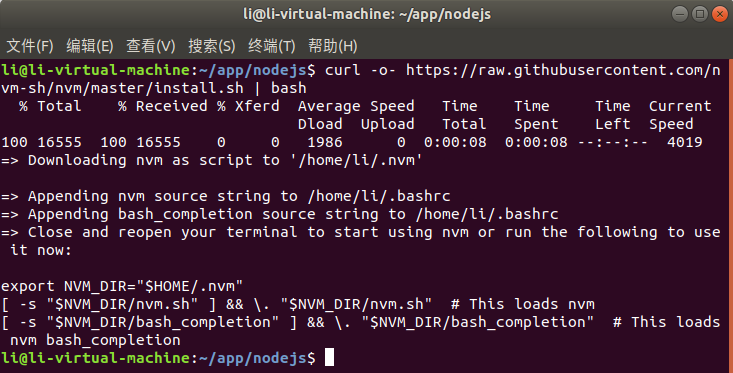 li@li-virtual-machine: ~/app/nodejs
文件(F) 编辑(E) 查看(V) 搜索(S) 终端(T) 帮助(H)
li@li-virtual-machine:~/app/nodejs$ curl -o- https://raw.githubusercontent.com/n
vm-sh/nvm/master/install.sh | bash
  % Total    % Received % Xferd  Average Speed   Time    Time     Time  Current
                                 Dload  Upload   Total   Spent    Left  Speed
100 16555  100 16555    0     0   1986      0  0:00:08  0:00:08 --:--:--  4019
=> Downloading nvm as script to '/home/li/.nvm'

=> Appending nvm source string to /home/li/.bashrc
=> Appending bash_completion source string to /home/li/.bashrc
=> Close and reopen your terminal to start using nvm or run the following to use
 it now:

export NVM_DIR="$HOME/.nvm"
[ -s "$NVM_DIR/nvm.sh" ] && \. "$NVM_DIR/nvm.sh"  # This loads nvm
[ -s "$NVM_DIR/bash_completion" ] && \. "$NVM_DIR/bash_completion"  # This loads
 nvm bash_completion
li@li-virtual-machine:~/app/nodejs$